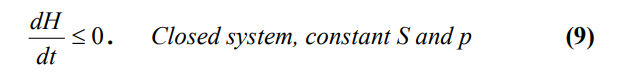 dH/dt ≤ 0. Closed system, constant S and p (9)